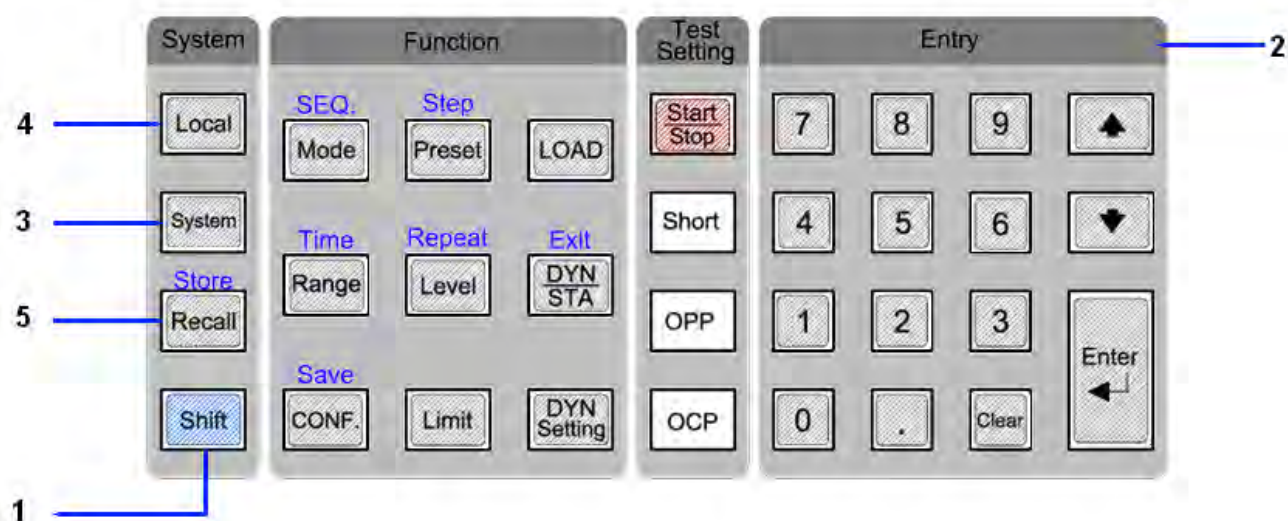 System
Function
Test
Setting
Entry
2
4
Local
SEQ.
Mode
Step
Preset
LOAD
Start
Stop
7
8
9
3
System
Time
Range
Repeat
Level
Exit
DYN
STA
Short
4
5
6
5
Store
Recall
OPP
1
2
3
Enter
Shift
Save
CONF.
Limit
DYN
Setting
OCP
0
.
Clear
1